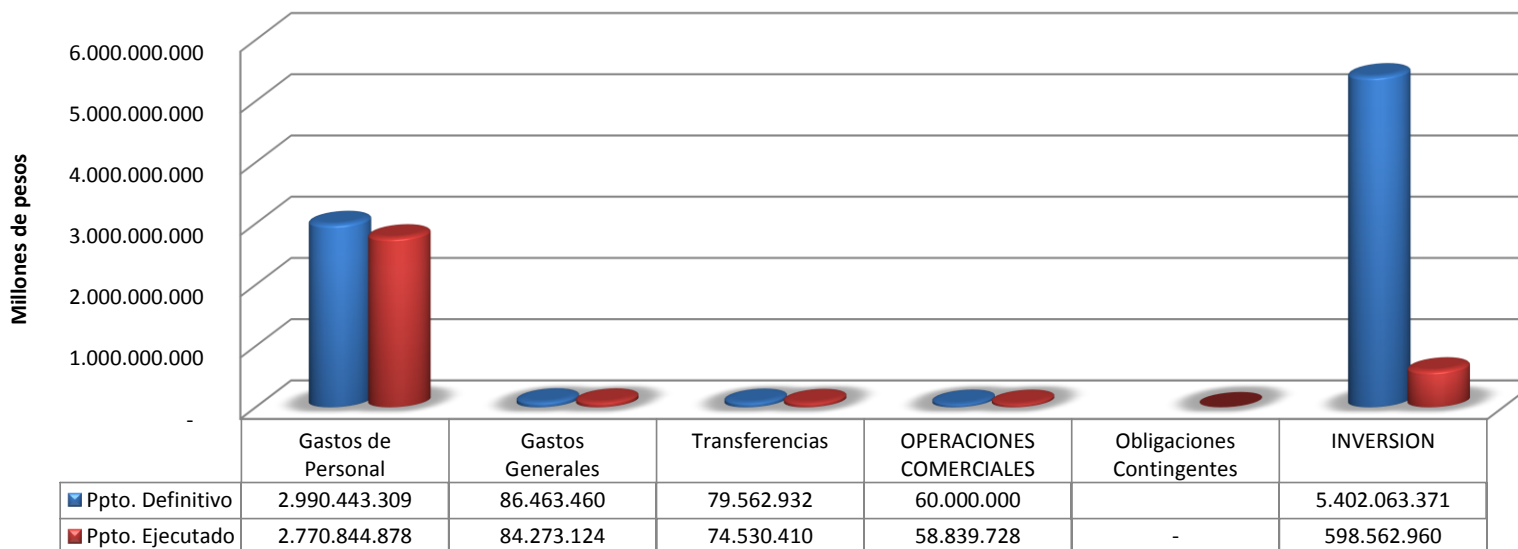 6.000.000.000
5.000.000.000
4.000.000.000
3.000.000.000
2.000.000.000
1.000.000.000
-
Millones de pesos
Gastos de Personal Gastos Generales Transferencias OPERACIONES COMERCIALES Obligaciones Contingentes INVERSION
Ppto. Definitivo 2.990.443.309 86.463.460 79.562.932 60.000.000 5.402.063.371
Ppto. Ejecutado 2.770.844.878 84.273.124 74.530.410 58.839.728 - 598.562.960